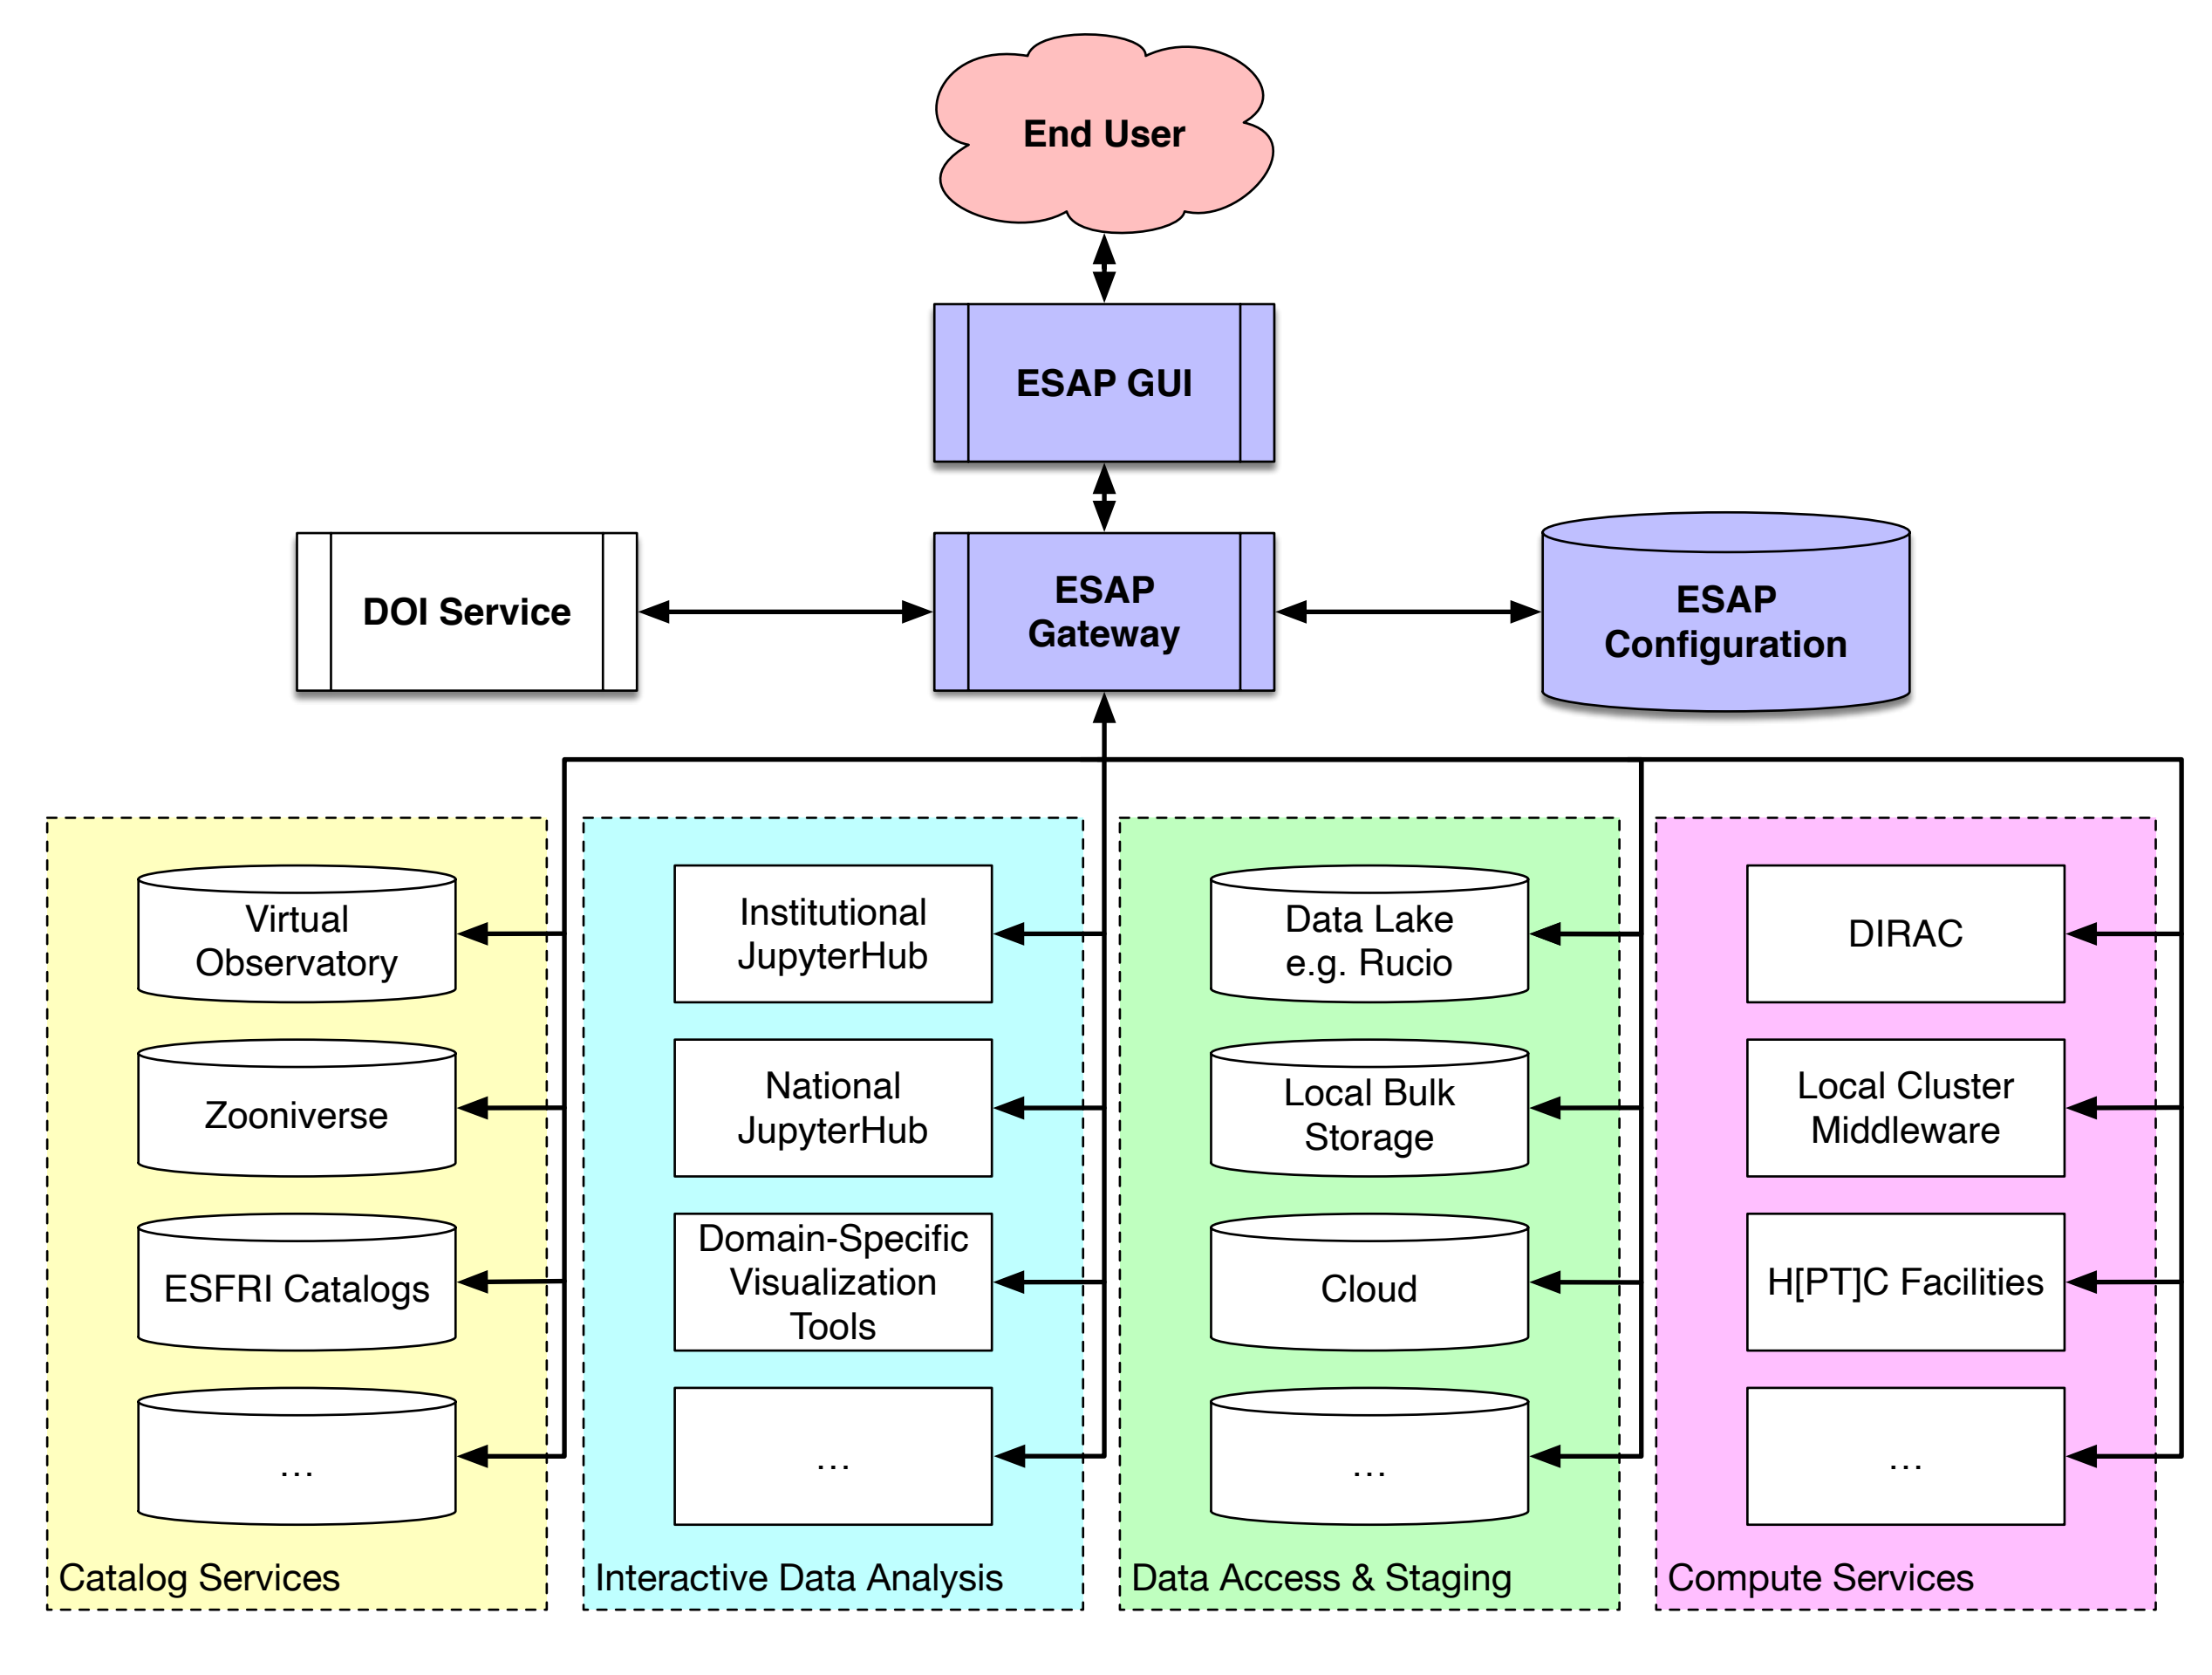 End User
ESAP GUI
DOI Service
ESAP
Gateway
ESAP
Configuration
Virtual
Observatory
Zooniverse
ESFRI Catalogs
...
Catalog Services
Institutional
JupyterHub
National
JupyterHub
Domain-Specific
Visualization
Tools
...
Interactive Data Analysis
Data Lake
e.g. Rucio
Local Bulk
Storage
Cloud
...
Data Access & Staging
DIRAC
Local Cluster
Middleware
H[PT]C Facilities
...
Compute Services